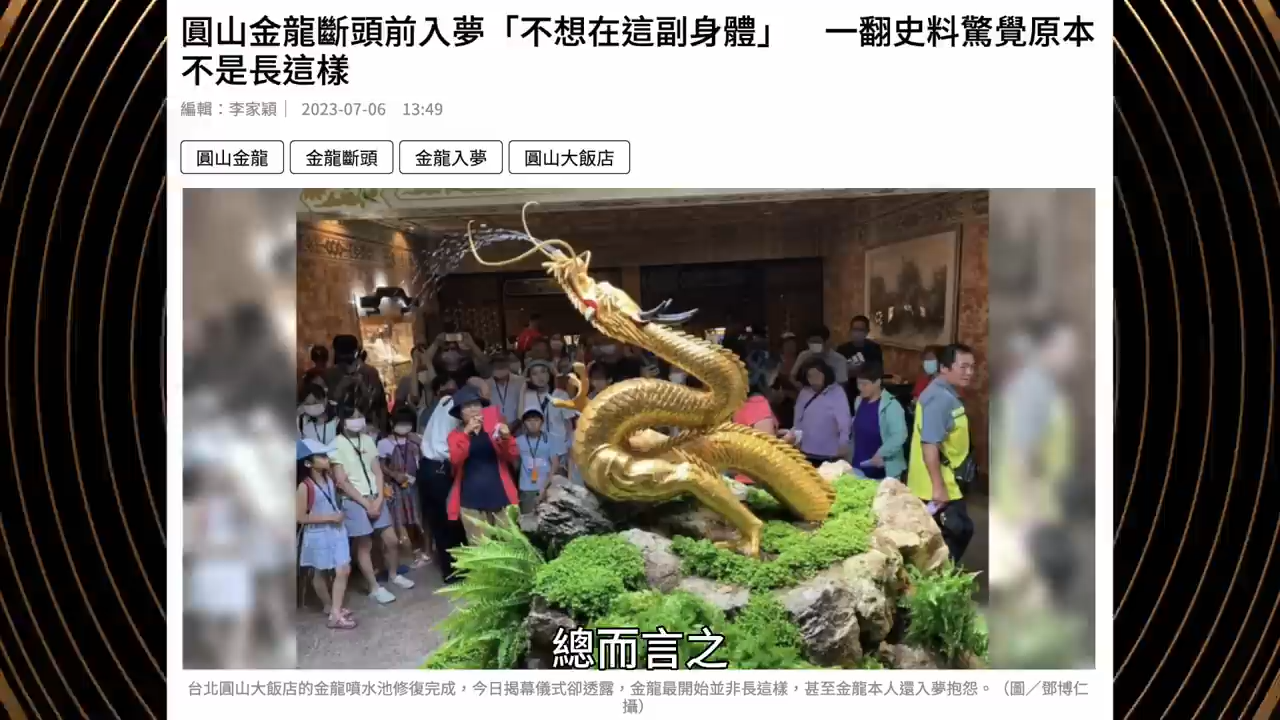 圓山金龍斷頭前入夢「不想在這副身體」　一翻史料驚覺原本
不是長這樣
編輯：李家穎｜ 2023-07-06 13:49
圓山金龍 金龍斷頭 金龍入夢 圓山大飯店
總而言之
台北圓山大飯店的金龍噴水池修復完成，今日揭幕儀式卻透露，金龍最開始並非長這樣，甚至金龍本人還入夢抱怨。（圖／鄧博仁
攝）